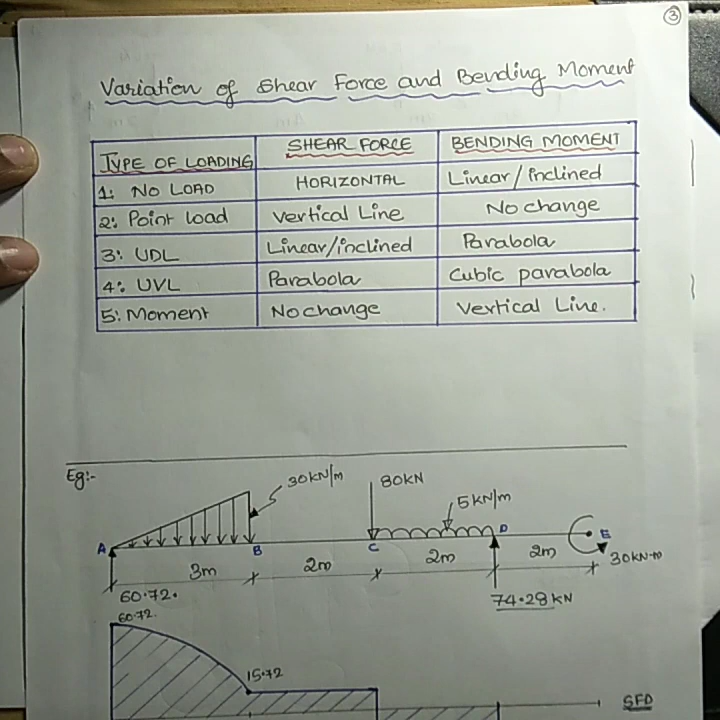 3
Variation of Shear Force and Bending Moment
TYPE OF LOADING SHEAR FORCE BENDING MOMENT
1: NO LOAD HORIZONTAL Linear/inclined
2: Point load Vertical Line No change
3: UDL Linear/inclined Parabola
4: UVL Parabola Cubic parabola
5: Moment No change Vertical Line.
Eg:-
30kN/m 80kN 5kN/m
A B C D E
3m 2m 2m 2m 30kN-m
60.72. 74.28 kN
60.72.
15.72
SFD